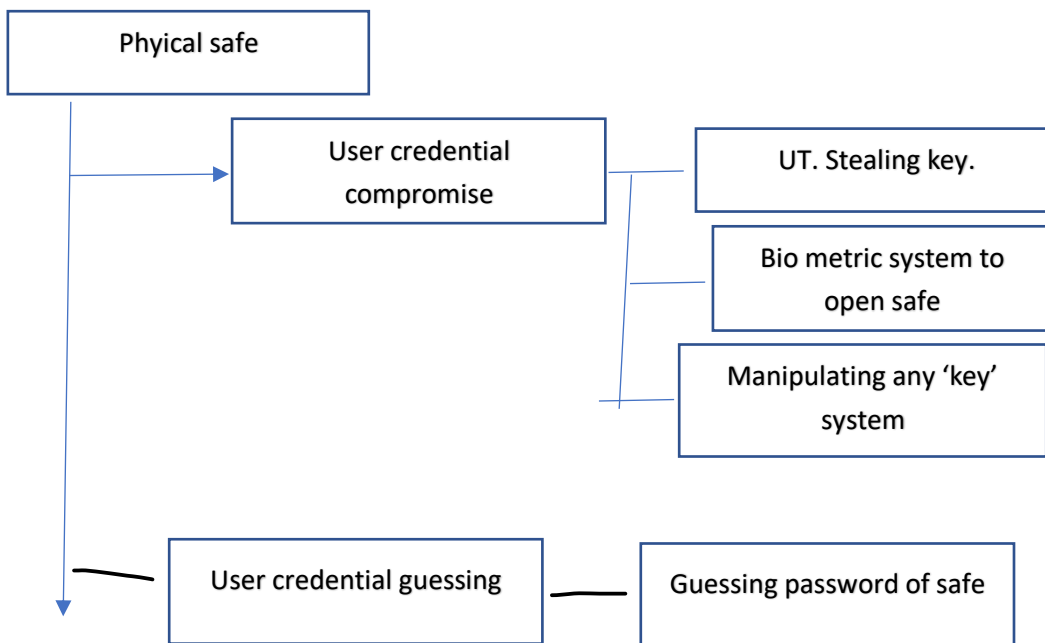 Phyical safe
User credential
compromise
UT. Stealing key.
Bio metric system to
open safe
Manipulating any ‘key’
system
User credential guessing
Guessing password of safe